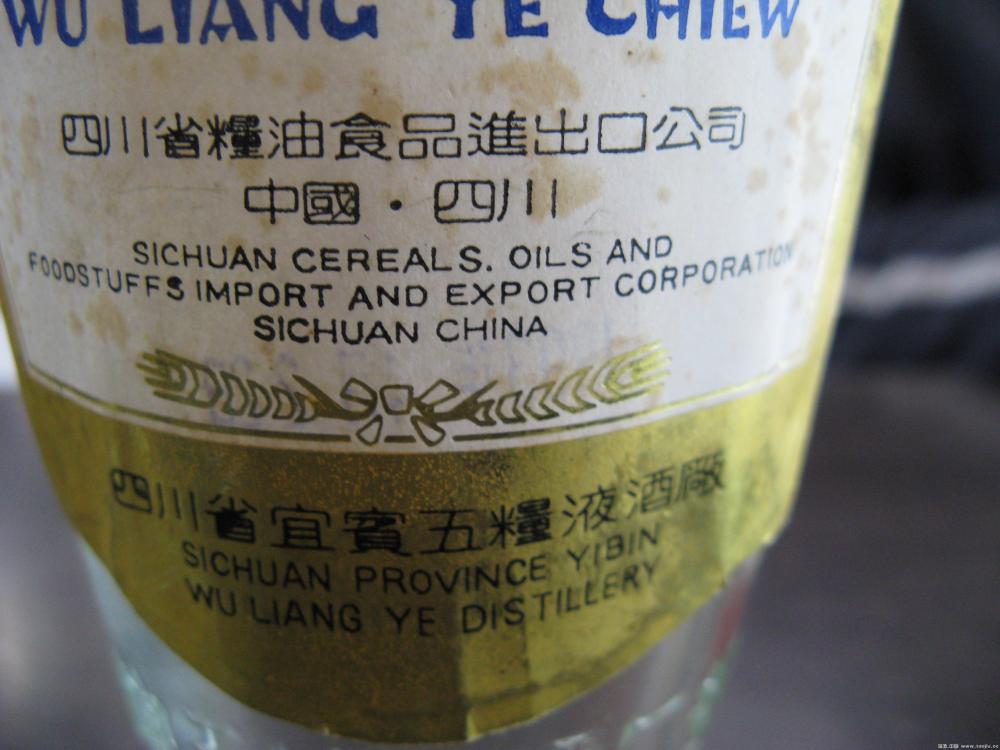 WU LIANG YE CHIEW
四川省糧油食品進出口公司
中國·四川
SICHUAN CEREALS. OILS AND
FOODSTUFFS IMPORT AND EXPORT CORPORATION
SICHUAN CHINA
四川省宜賓五糧液酒廠
SICHUAN PROVINCE YIBIN
WU LIANG YE DISTILLERY